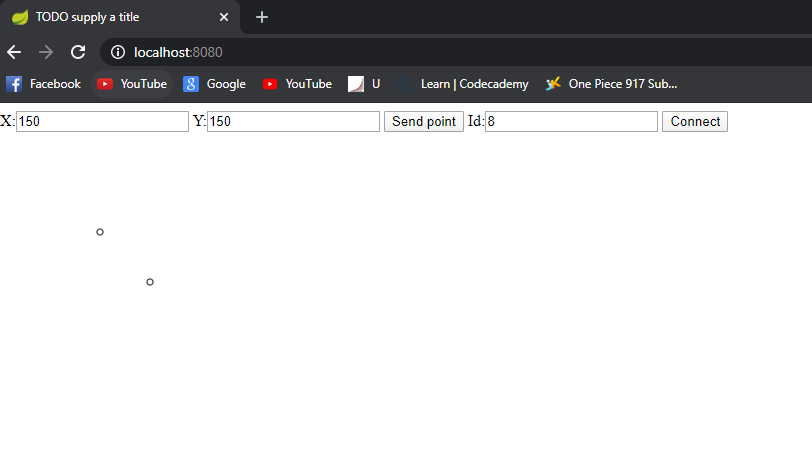 TODO supply a title
localhost:8080
Facebook YouTube Google YouTube U Learn | Codecademy One Piece 917 Sub...
X: 150 Y: 150 Send point Id: 8 Connect